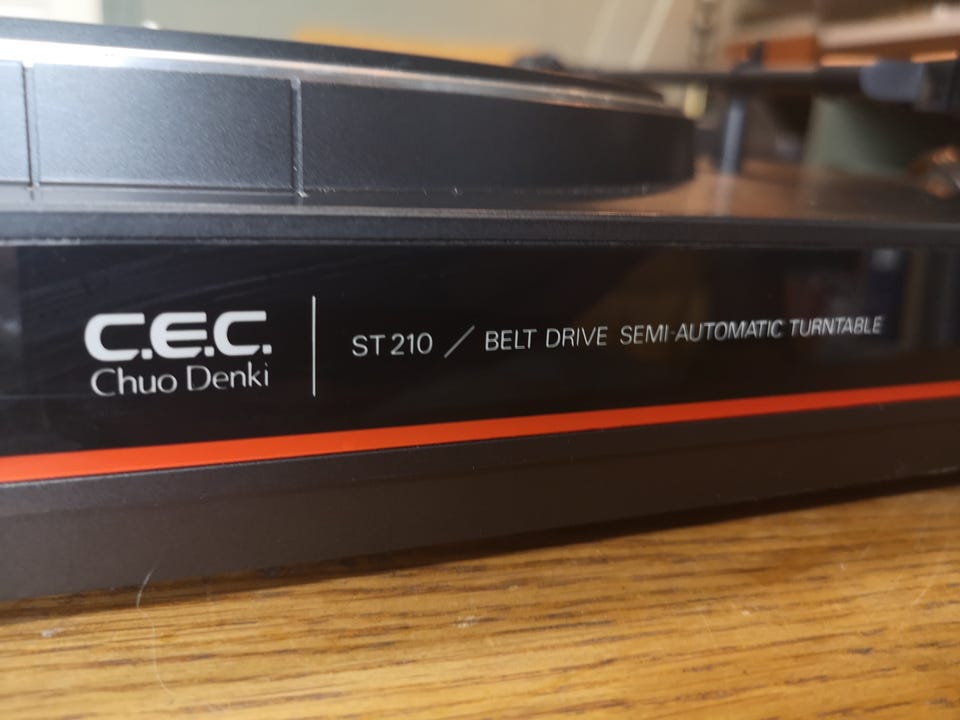 C.E.C.
Chuo Denki
ST 210 / BELT DRIVE SEMI-AUTOMATIC TURNTABLE